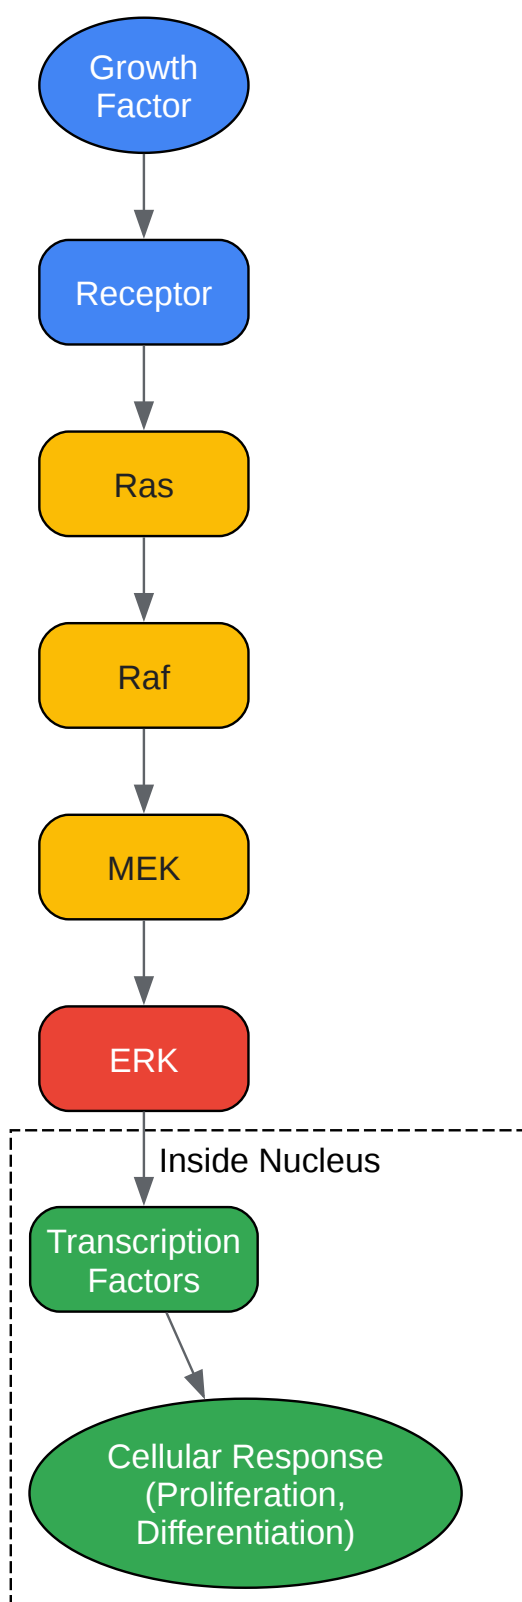 Growth
Factor
Receptor
Ras
Raf
MEK
ERK
Inside Nucleus
Transcription
Factors
Cellular Response
(Proliferation,
Differentiation)